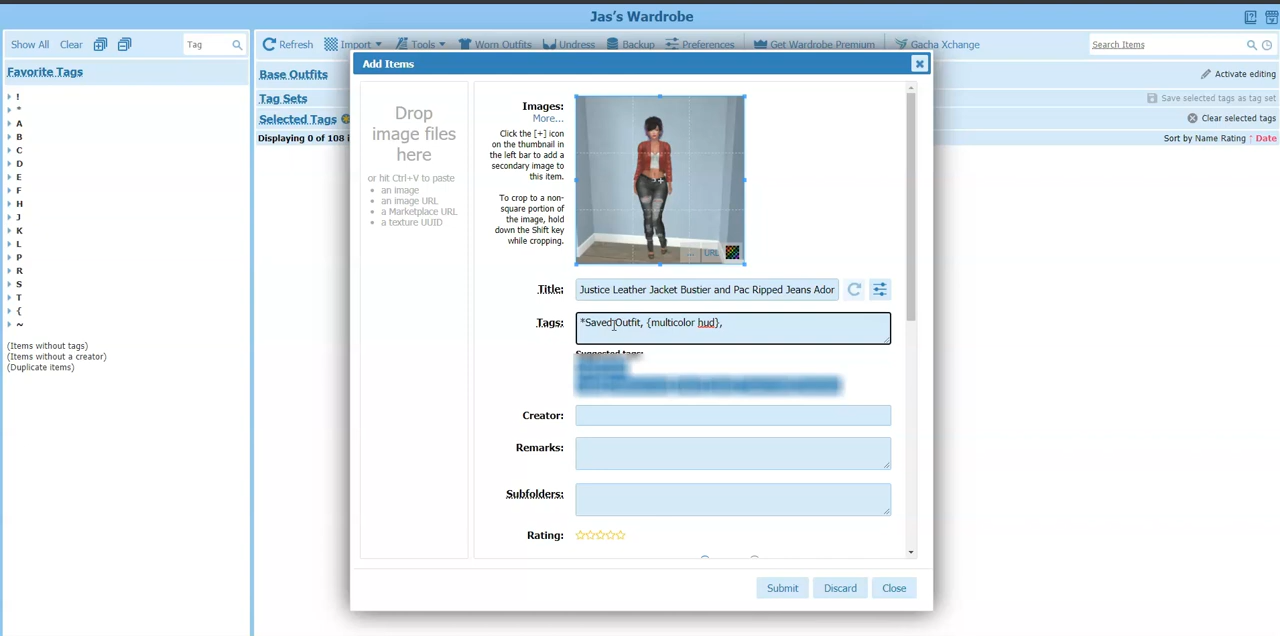 Jas's Wardrobe
Show All Clear Tag
Refresh Import Tools Worn Outfits Undress Backup Preferences Get Wardrobe Premium Gacha Xchange Search Items
Favorite Tags
!
*
A
B
C
D
E
F
H
J
K
L
P
R
S
T
{
~
(Items without tags)
(Items without a creator)
(Duplicate items)
Base Outfits
Activate editing
Tag Sets
Save selected tags as tag set
Selected Tags
Clear selected tags
Displaying 0 of 108 i
Sort by Name Rating Date
Add Items
Drop
image files
here
or hit Ctrl+V to paste
an image
an image URL
a Marketplace URL
a texture UUID
Images:
More...
Click the [+] icon
on the thumbnail in
the left bar to add a
secondary image to
this item.
To crop to a non-
square portion of
the image, hold
down the Shift key
while cropping.
... URL
Title: Justice Leather Jacket Bustier and Pac Ripped Jeans Ador
Tags: *Saved Outfit, {multicolor hud},
Suggested tags:
Creator:
Remarks:
Subfolders:
Rating:
Submit Discard Close